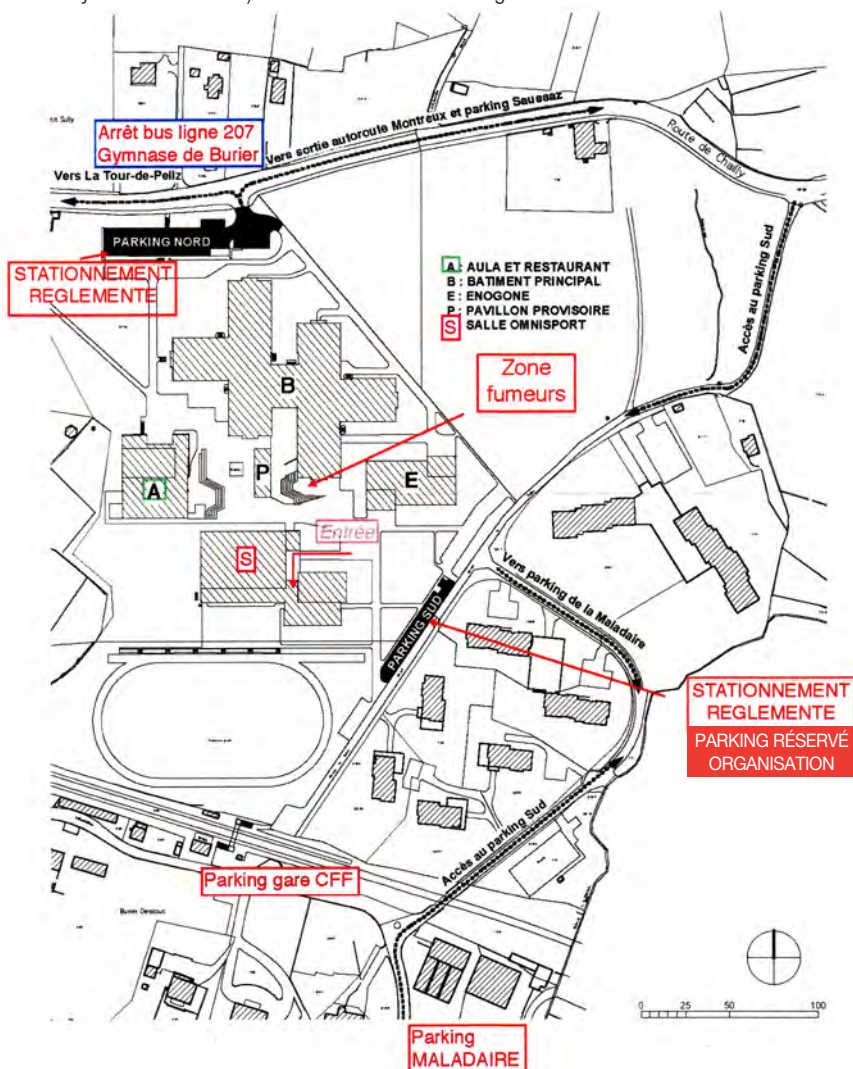 Arrêt bus ligne 207
Gymnase de Burier
Vers sortie autoroute Montreux et parking Saussaz
Route de Chailly
Vers La Tour-de-Peilz
PARKING NORD
STATIONNEMENT
REGLEMENTE
A : AULA ET RESTAURANT
B : BATIMENT PRINCIPAL
E : ENOGONE
P : PAVILLON PROVISOIRE
S SALLE OMNISPORT
Accès au parking Sud
Zone
fumeurs
B
P
E
A
Entrée
S
PARKING SUD
Vers parking de la Maladaire
STATIONNEMENT
REGLEMENTE
PARKING RÉSERVÉ
ORGANISATION
Accès au parking Sud
Parking gare CFF
Burier Dessous
0 25 50 100
Parking
MALADAIRE